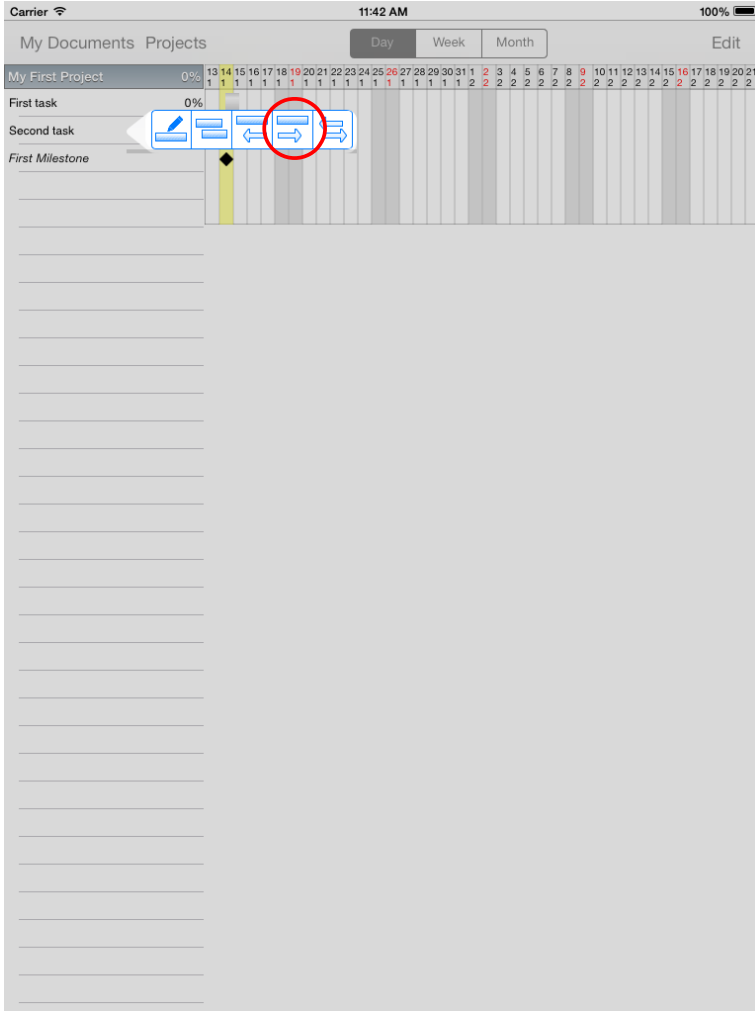 Carrier 11:42 AM 100%
My Documents Projects Day Week Month Edit
My First Project 0% 13 14 15 16 17 18 19 20 21 22 23 24 25 26 27 28 29 30 31 1 2 3 4 5 6 7 8 9 10 11 12 13 14 15 16 17 18 19 20 21
1 1 1 1 1 1 1 1 1 1 1 1 1 1 1 1 1 1 1 2 2 2 2 2 2 2 2 2 2 2 2 2 2 2 2 2 2 2 2 2
First task 0%
Second task
First Milestone